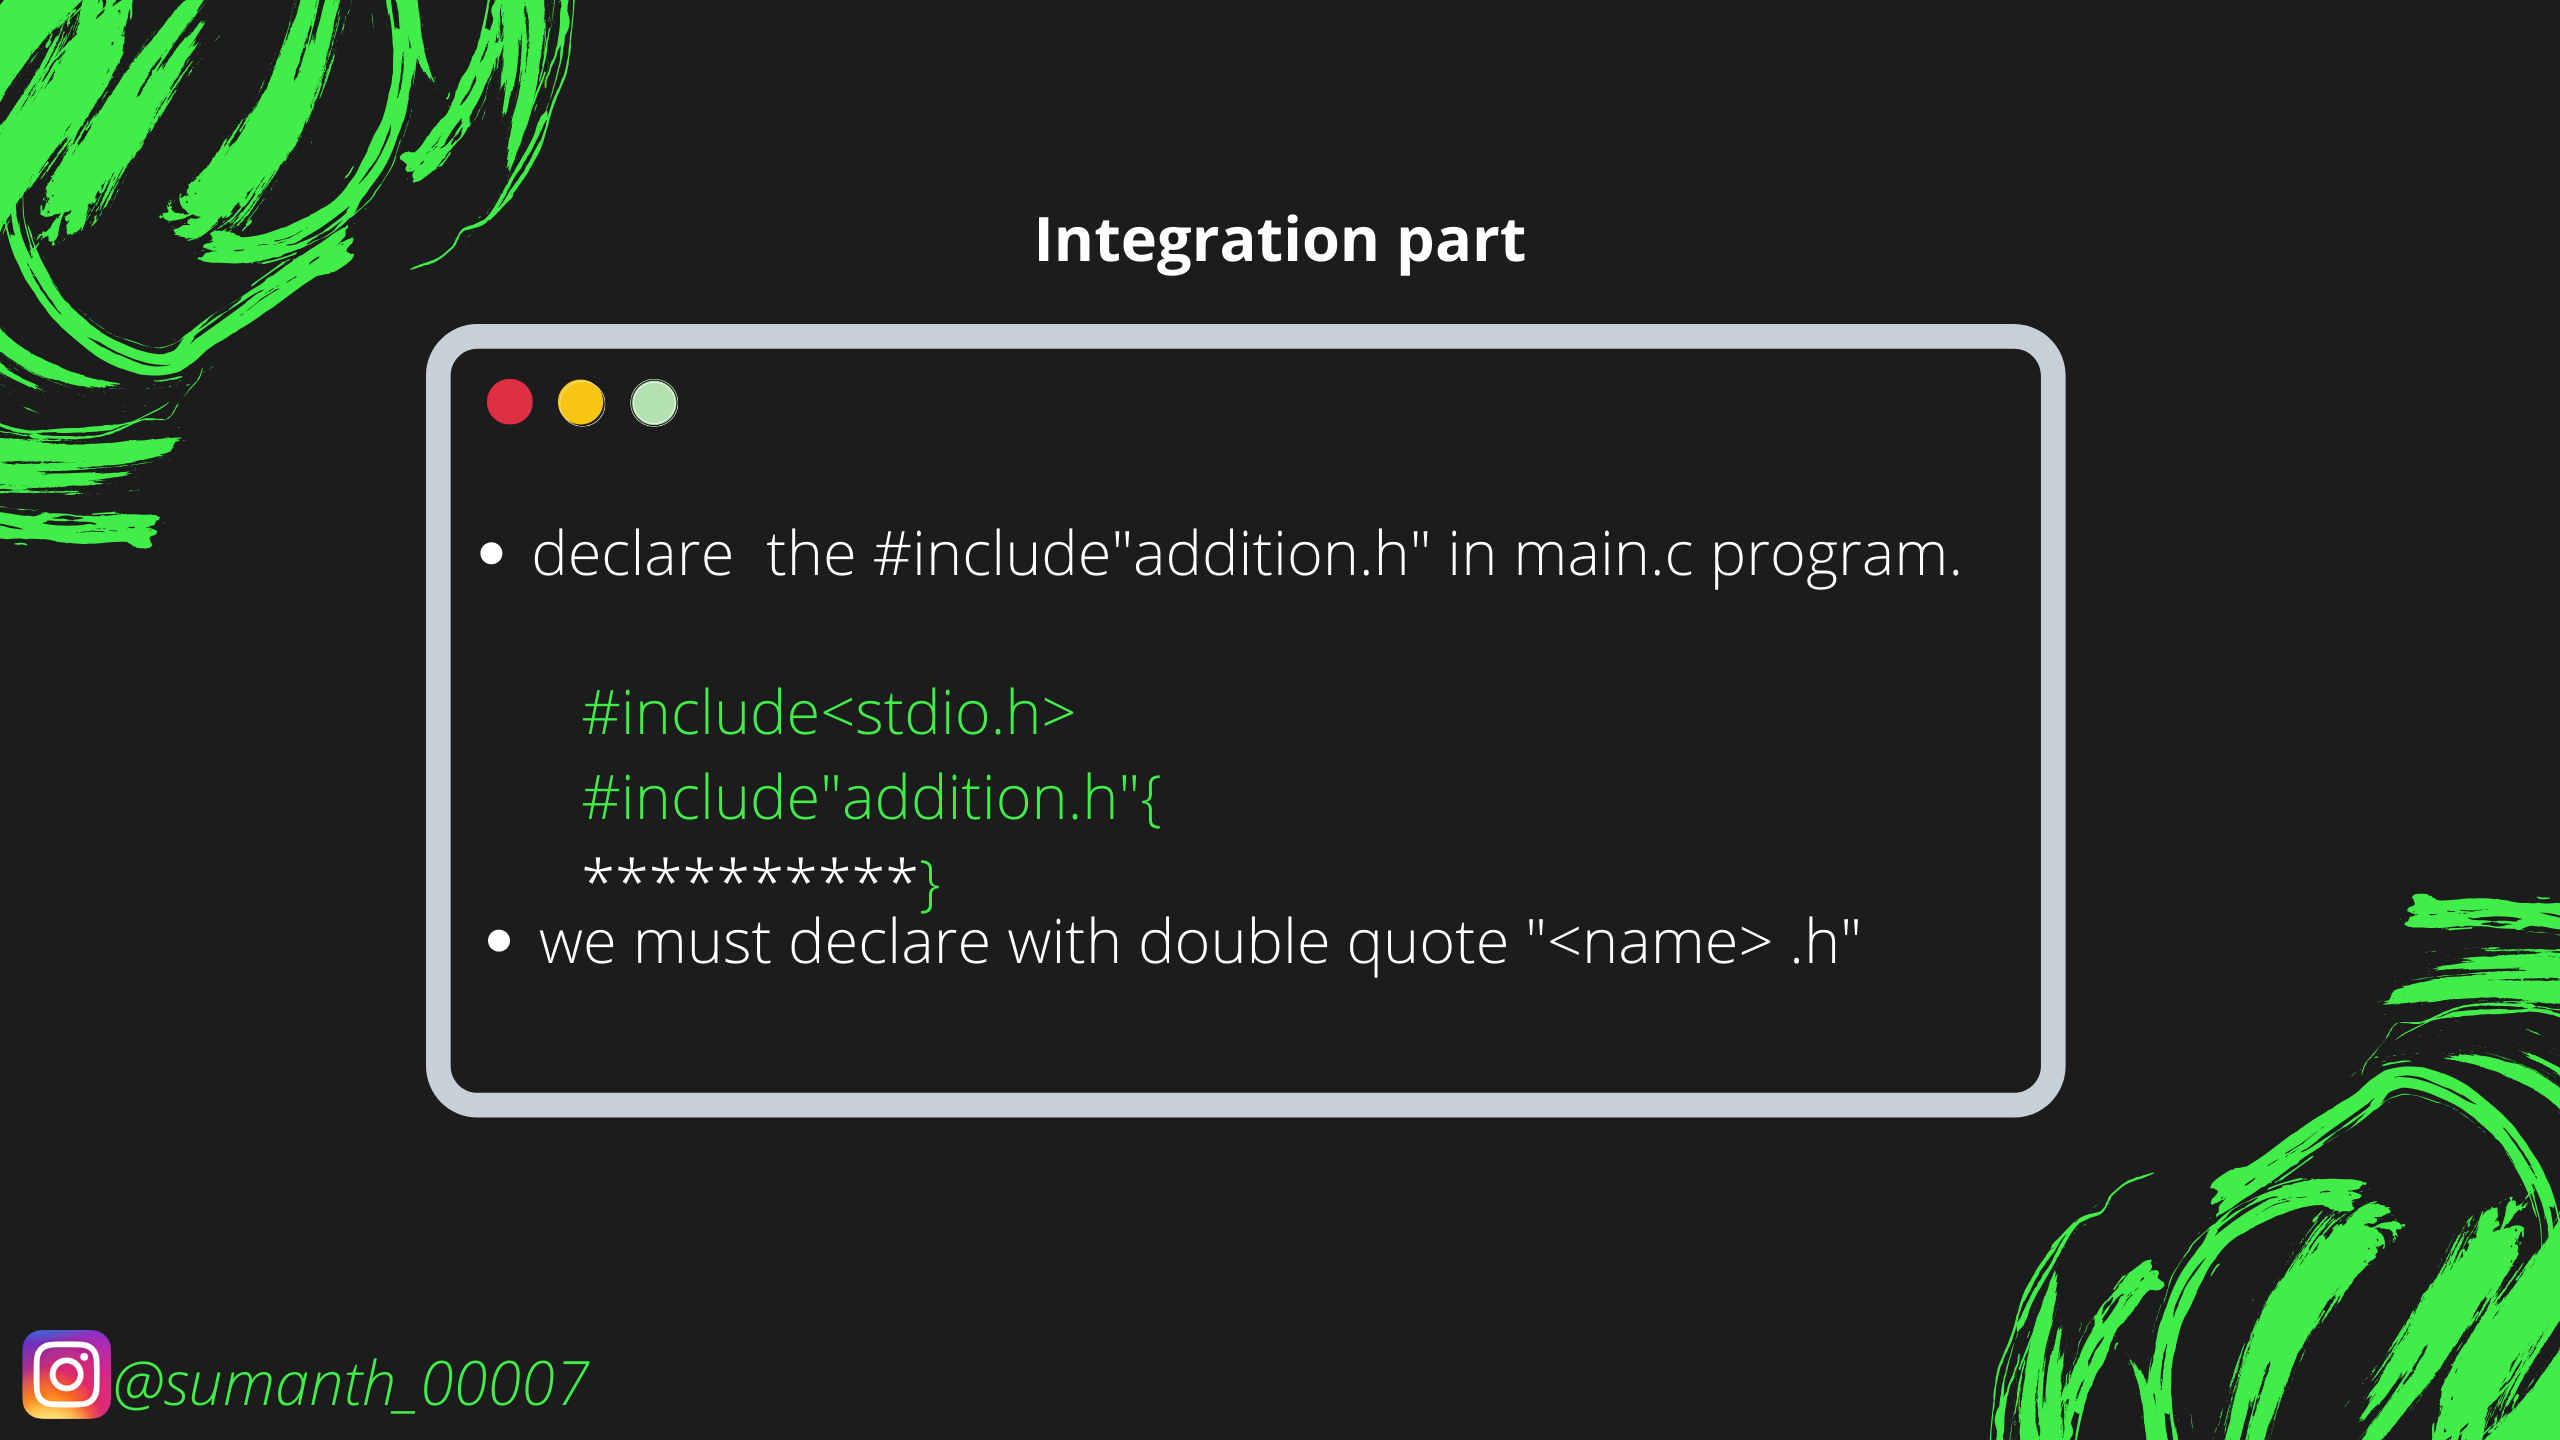 Integration part
• declare  the #include"addition.h" in main.c program.
#include<stdio.h>
#include"addition.h"{
**********}
• we must declare with double quote "<name> .h"
@sumanth_00007